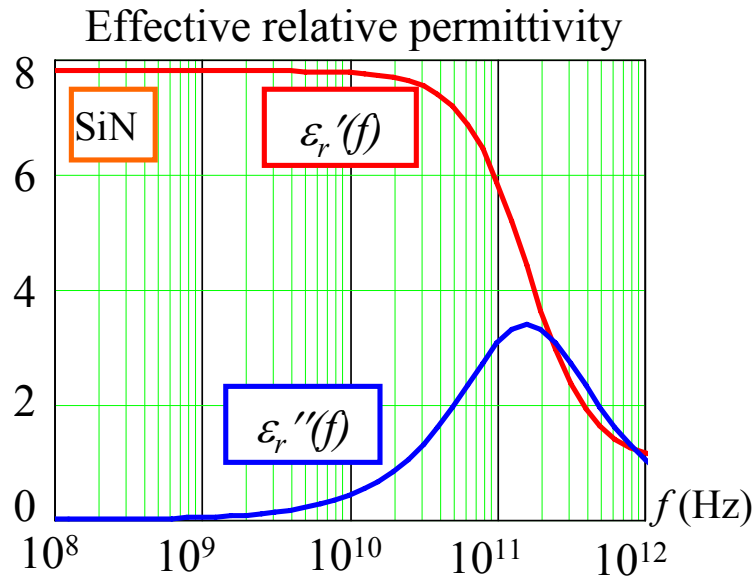 Effective relative permittivity
8
SiN
εr′(f)
6
4
2
εr″(f)
0
f (Hz)
10⁸ 10⁹ 10¹⁰ 10¹¹ 10¹²